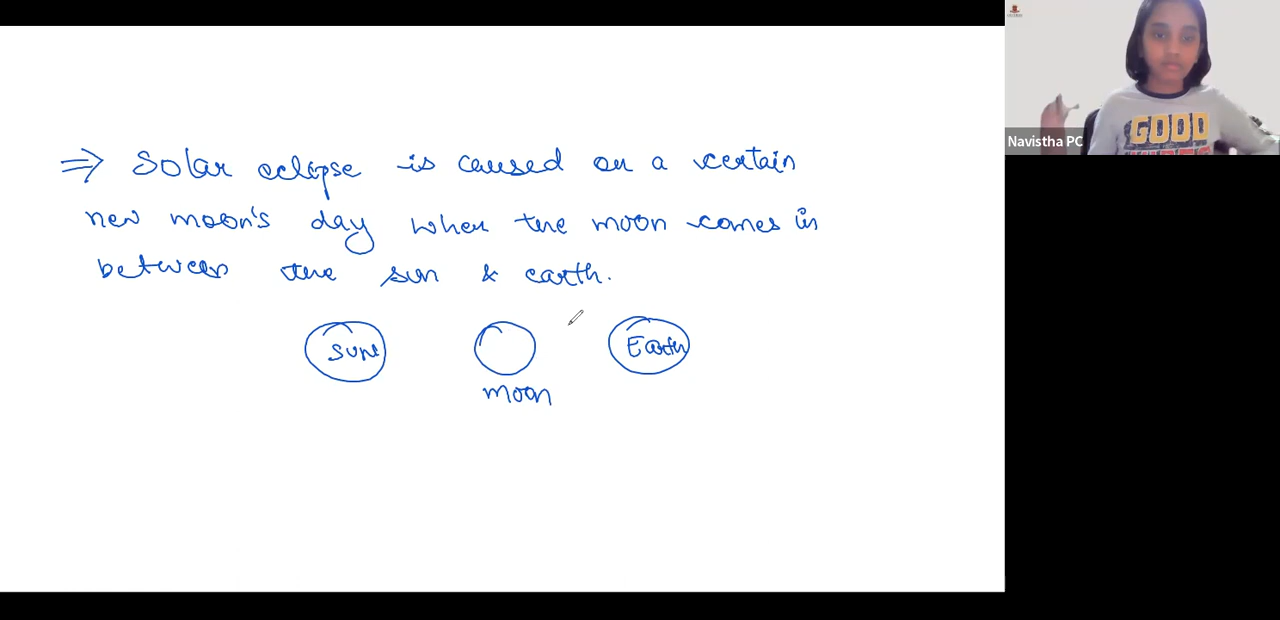 ⇒ Solar eclipse is caused on a certain
new moon's day when the moon comes in
between the sun & earth.
Sun
Earth
moon
Navistha PC
GOOD